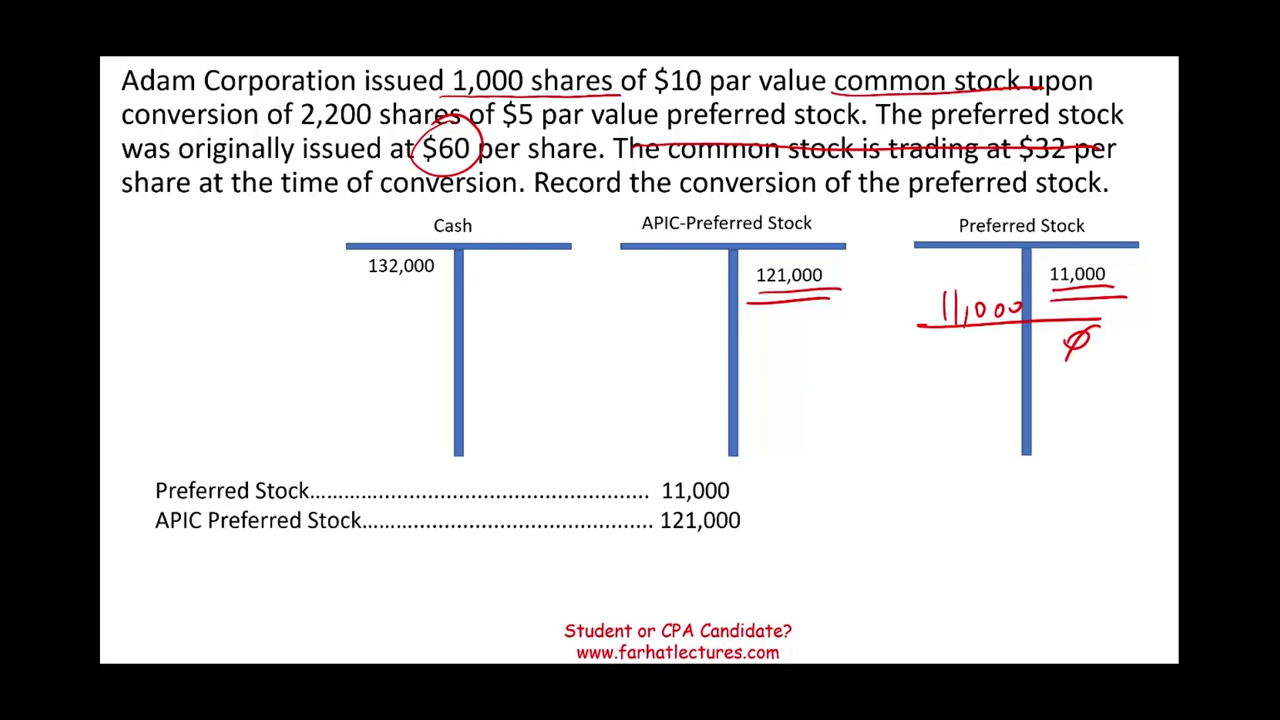 Adam Corporation issued 1,000 shares of $10 par value common stock upon
conversion of 2,200 shares of $5 par value preferred stock. The preferred stock
was originally issued at $60 per share. The common stock is trading at $32 per
share at the time of conversion. Record the conversion of the preferred stock.
Cash
APIC-Preferred Stock
Preferred Stock
132,000
121,000
11,000
11,000
0
Preferred Stock………….......................................... 11,000
APIC Preferred Stock………..................................... 121,000
Student or CPA Candidate?
www.farhatlectures.com